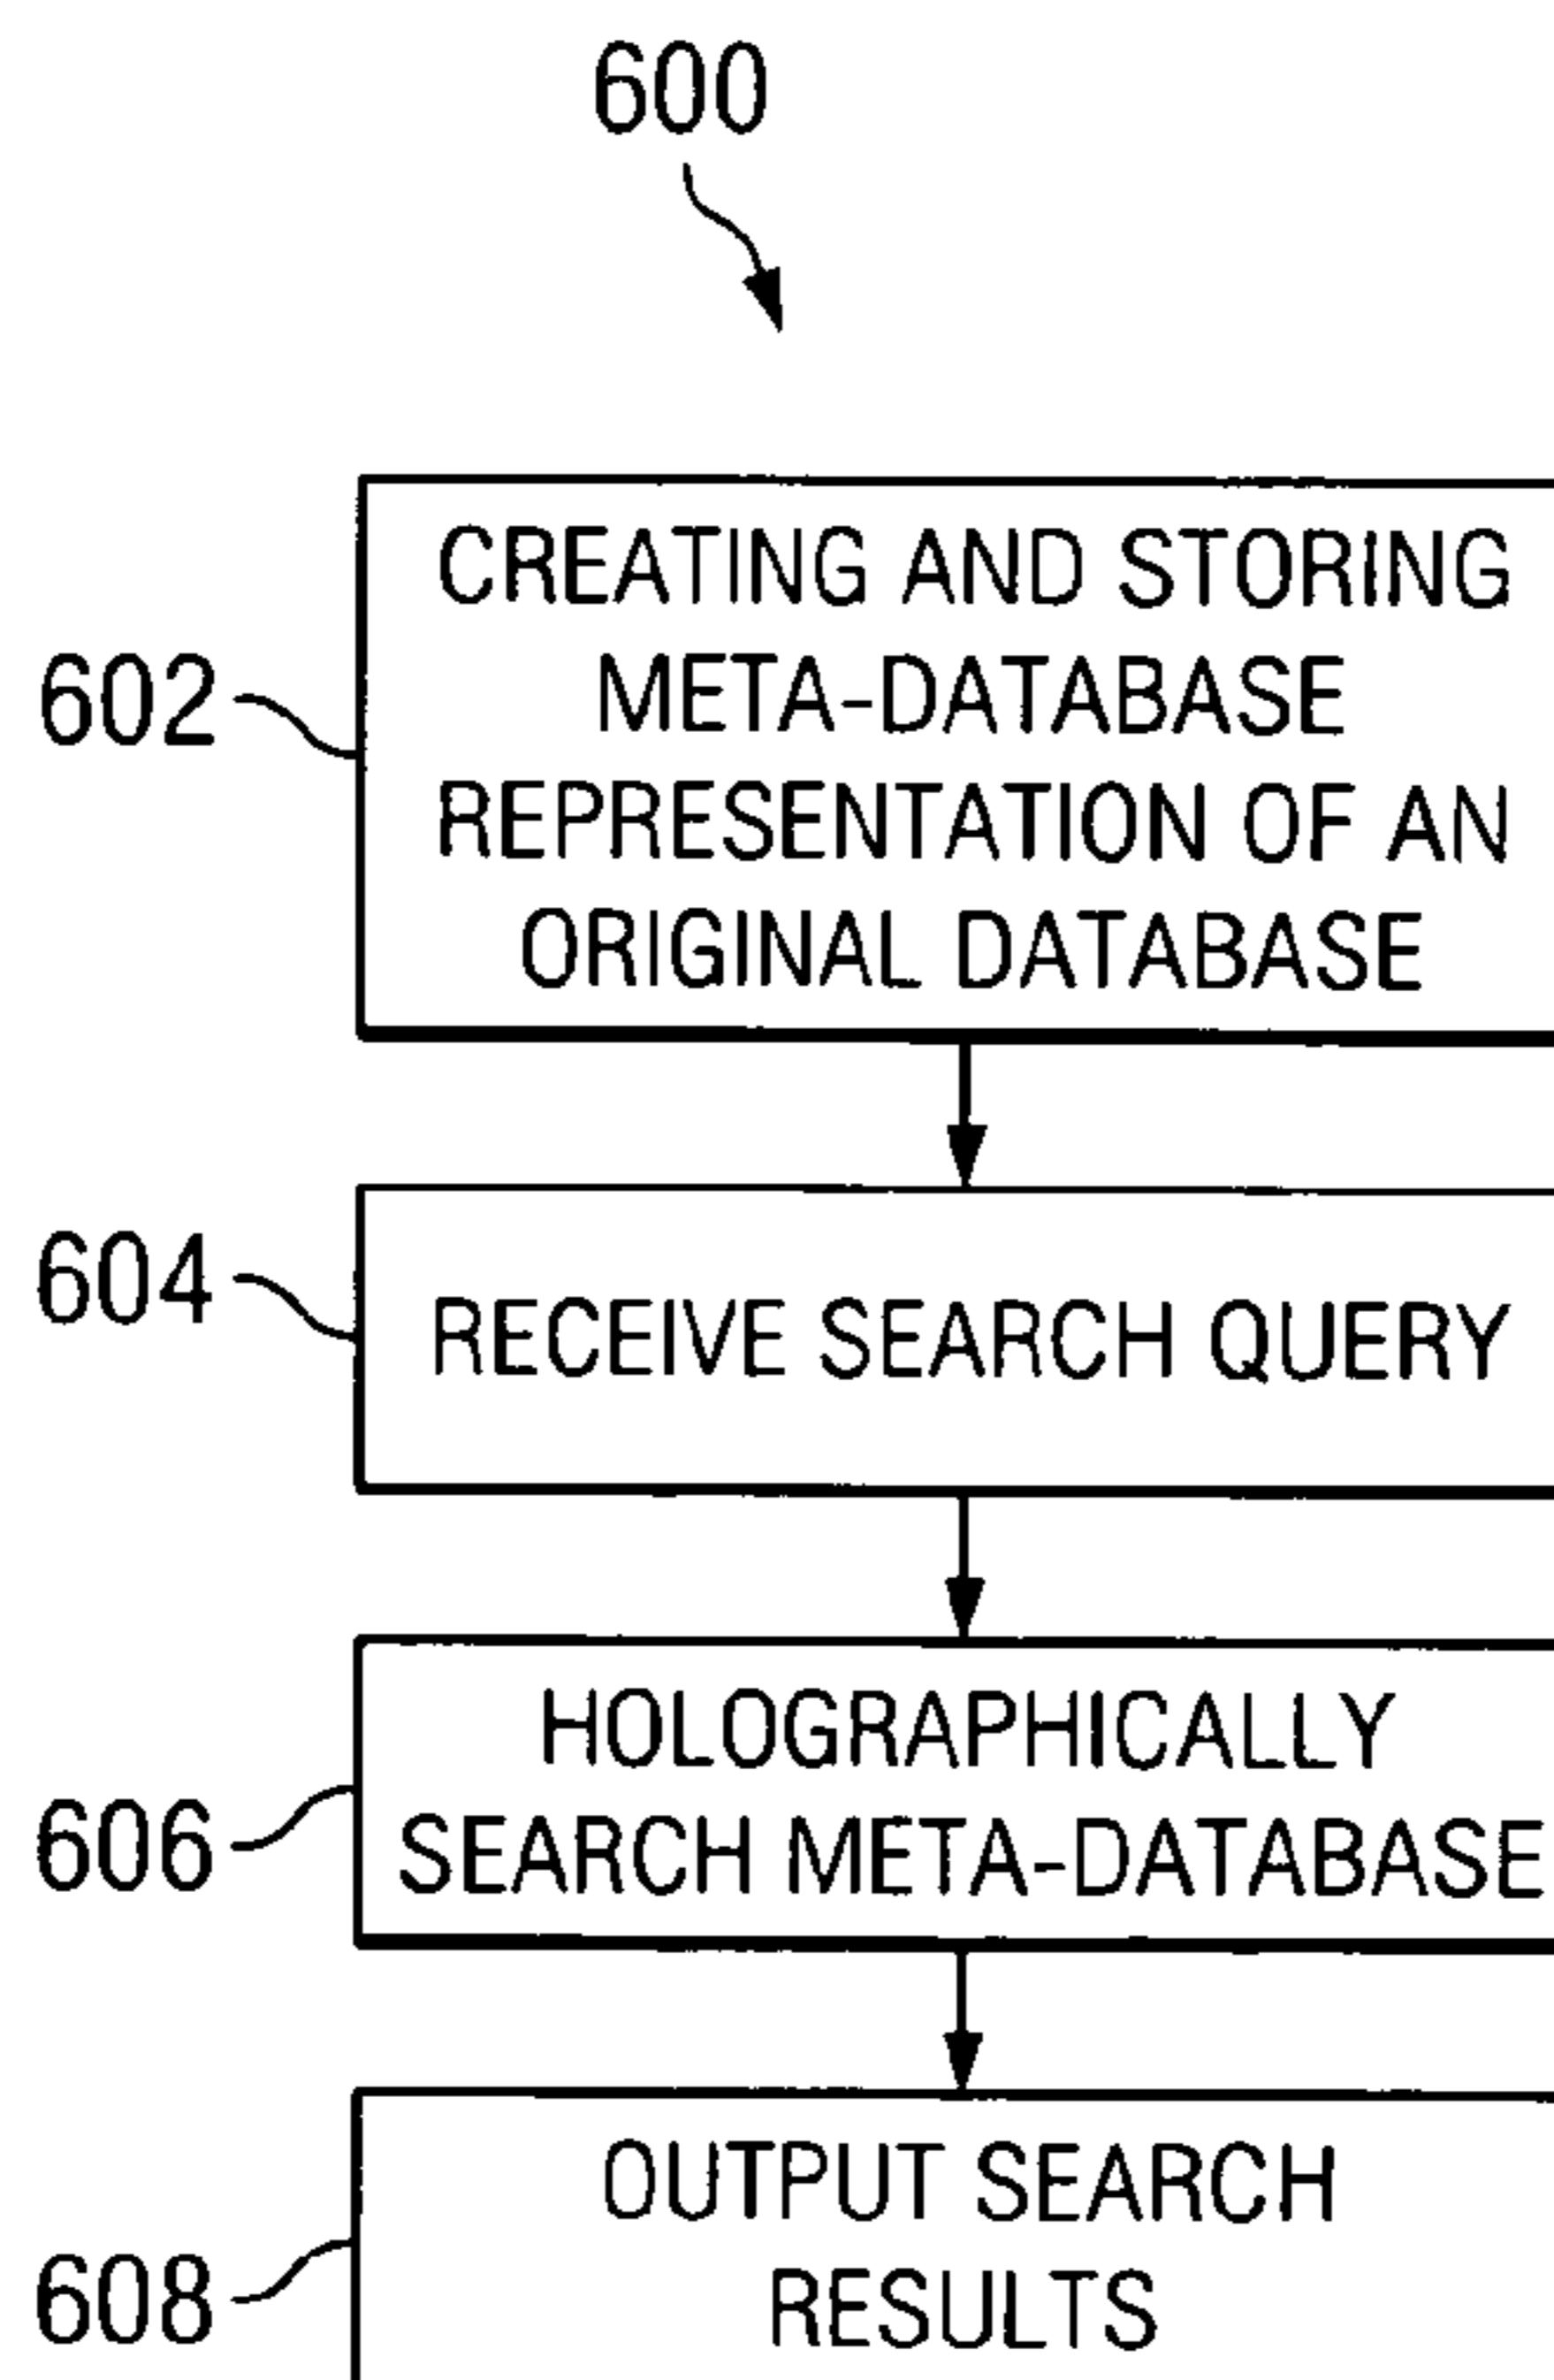 600
CREATING AND STORING
META-DATABASE
REPRESENTATION OF AN
ORIGINAL DATABASE
602
604
RECEIVE SEARCH QUERY
HOLOGRAPHICALLY
SEARCH META-DATABASE
606
OUTPUT SEARCH
RESULTS
608